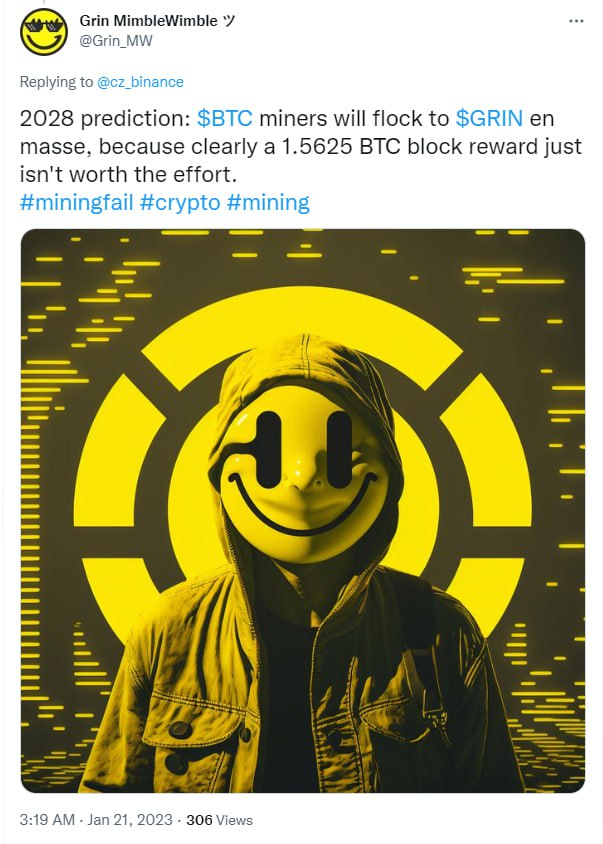 Grin MimbleWimble ツ
@Grin_MW
Replying to @cz_binance
2028 prediction: $BTC miners will flock to $GRIN en
masse, because clearly a 1.5625 BTC block reward just
isn't worth the effort.
#miningfail #crypto #mining
3:19 AM · Jan 21, 2023 · 306 Views